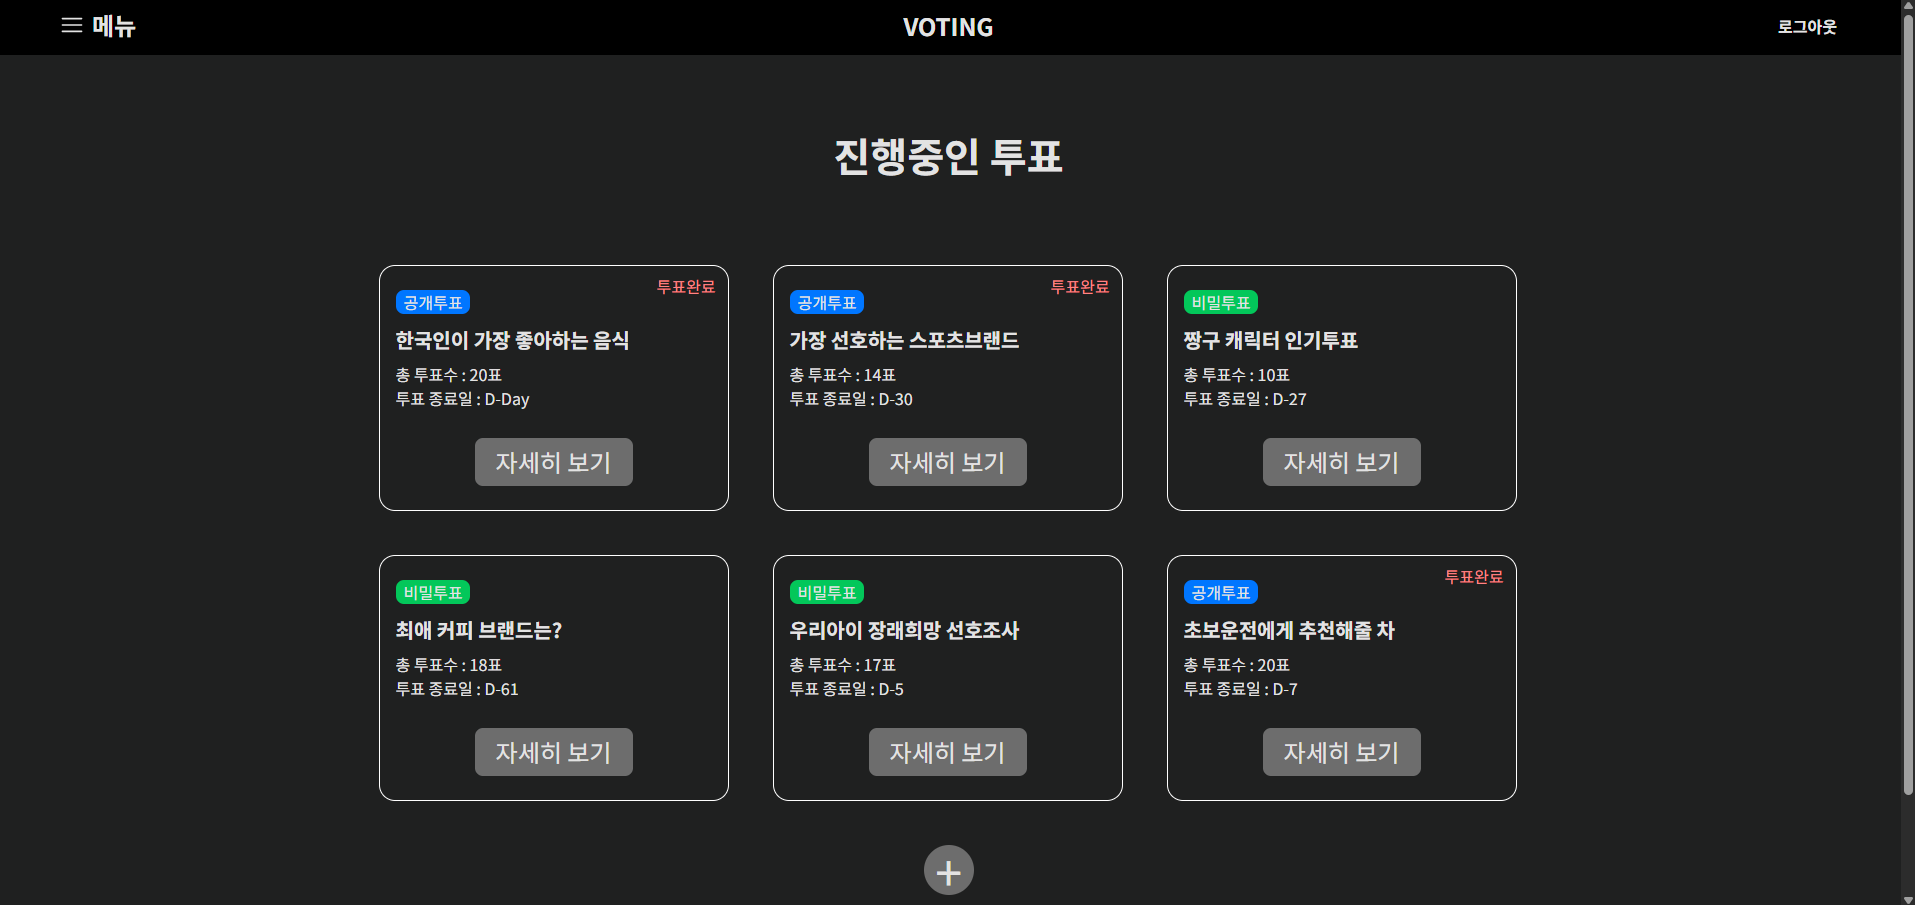 메뉴
VOTING
로그아웃
진행중인 투표
투표완료
공개투표
한국인이 가장 좋아하는 음식
총 투표수 : 20표
투표 종료일 : D-Day
자세히 보기
투표완료
공개투표
가장 선호하는 스포츠브랜드
총 투표수 : 14표
투표 종료일 : D-30
자세히 보기
비밀투표
짱구 캐릭터 인기투표
총 투표수 : 10표
투표 종료일 : D-27
자세히 보기
비밀투표
최애 커피 브랜드는?
총 투표수 : 18표
투표 종료일 : D-61
자세히 보기
비밀투표
우리아이 장래희망 선호조사
총 투표수 : 17표
투표 종료일 : D-5
자세히 보기
투표완료
공개투표
초보운전에게 추천해줄 차
총 투표수 : 20표
투표 종료일 : D-7
자세히 보기
+